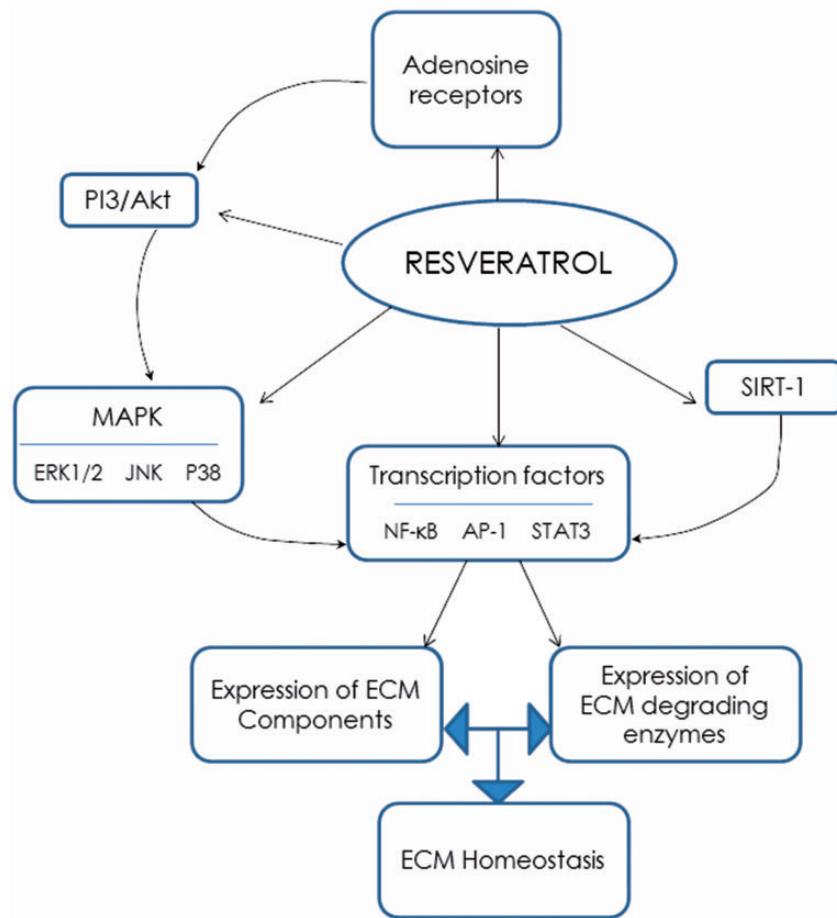 Adenosine
receptors
PI3/Akt
RESVERATROL
SIRT-1
MAPK
ERK1/2 JNK P38
Transcription factors
NF-κB AP-1 STAT3
Expression of ECM
Components
Expression of
ECM degrading
enzymes
ECM Homeostasis